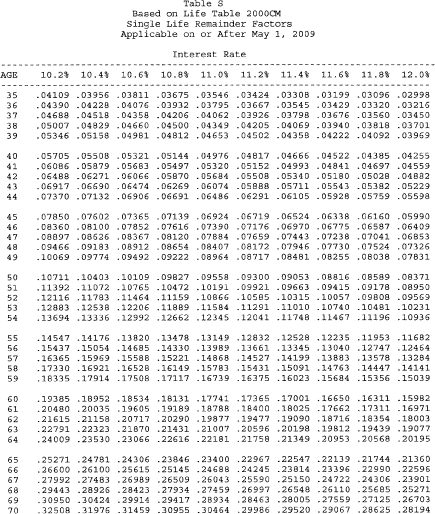 Table S
Based on Life Table 2000CM
Single Life Remainder Factors
Applicable on or After May 1, 2009
Interest Rate
AGE 10.2% 10.4% 10.6% 10.8% 11.0% 11.2% 11.4% 11.6% 11.8% 12.0%
35 .04109 .03956 .03811 .03675 .03546 .03424 .03308 .03199 .03096 .02998
36 .04390 .04228 .04076 .03932 .03795 .03667 .03545 .03429 .03320 .03216
37 .04688 .04518 .04358 .04206 .04062 .03926 .03798 .03676 .03560 .03450
38 .05007 .04829 .04660 .04500 .04349 .04205 .04069 .03940 .03818 .03701
39 .05346 .05158 .04981 .04812 .04653 .04502 .04358 .04222 .04092 .03969
40 .05705 .05508 .05321 .05144 .04976 .04817 .04666 .04522 .04385 .04255
41 .06086 .05879 .05683 .05497 .05320 .05152 .04993 .04841 .04697 .04559
42 .06488 .06271 .06066 .05870 .05684 .05508 .05340 .05180 .05028 .04882
43 .06917 .06690 .06474 .06269 .06074 .05888 .05711 .05543 .05382 .05229
44 .07370 .07132 .06906 .06691 .06486 .06291 .06105 .05928 .05759 .05598
45 .07850 .07602 .07365 .07139 .06924 .06719 .06524 .06338 .06160 .05990
46 .08360 .08100 .07852 .07616 .07390 .07176 .06970 .06775 .06587 .06409
47 .08897 .08626 .08367 .08120 .07884 .07659 .07443 .07238 .07041 .06853
48 .09466 .09183 .08912 .08654 .08407 .08172 .07946 .07730 .07524 .07326
49 .10069 .09774 .09492 .09222 .08964 .08717 .08481 .08255 .08038 .07831
50 .10711 .10403 .10109 .09827 .09558 .09300 .09053 .08816 .08589 .08371
51 .11392 .11072 .10765 .10472 .10191 .09921 .09663 .09415 .09178 .08950
52 .12116 .11783 .11464 .11159 .10866 .10585 .10315 .10057 .09808 .09569
53 .12883 .12538 .12206 .11889 .11584 .11291 .11010 .10740 .10481 .10231
54 .13694 .13336 .12992 .12662 .12345 .12041 .11748 .11467 .11196 .10936
55 .14547 .14176 .13820 .13478 .13149 .12832 .12528 .12235 .11953 .11682
56 .15437 .15054 .14685 .14330 .13989 .13661 .13345 .13040 .12747 .12464
57 .16365 .15969 .15588 .15221 .14868 .14527 .14199 .13883 .13578 .13284
58 .17330 .16921 .16528 .16149 .15783 .15431 .15091 .14763 .14447 .14141
59 .18335 .17914 .17508 .17117 .16739 .16375 .16023 .15684 .15356 .15039
60 .19385 .18952 .18534 .18131 .17741 .17365 .17001 .16650 .16311 .15982
61 .20480 .20035 .19605 .19189 .18788 .18400 .18025 .17662 .17311 .16971
62 .21615 .21158 .20717 .20290 .19877 .19477 .19090 .18716 .18354 .18003
63 .22791 .22323 .21870 .21431 .21007 .20596 .20198 .19812 .19439 .19077
64 .24009 .23530 .23066 .22616 .22181 .21758 .21349 .20953 .20568 .20195
65 .25271 .24781 .24306 .23846 .23400 .22967 .22547 .22139 .21744 .21360
66 .26600 .26100 .25615 .25145 .24688 .24245 .23814 .23396 .22990 .22596
67 .27992 .27483 .26989 .26509 .26043 .25590 .25150 .24722 .24306 .23901
68 .29443 .28926 .28423 .27934 .27459 .26997 .26548 .26110 .25685 .25271
69 .30950 .30424 .29914 .29417 .28934 .28463 .28005 .27559 .27125 .26703
70 .32508 .31976 .31459 .30955 .30464 .29986 .29520 .29067 .28625 .28194